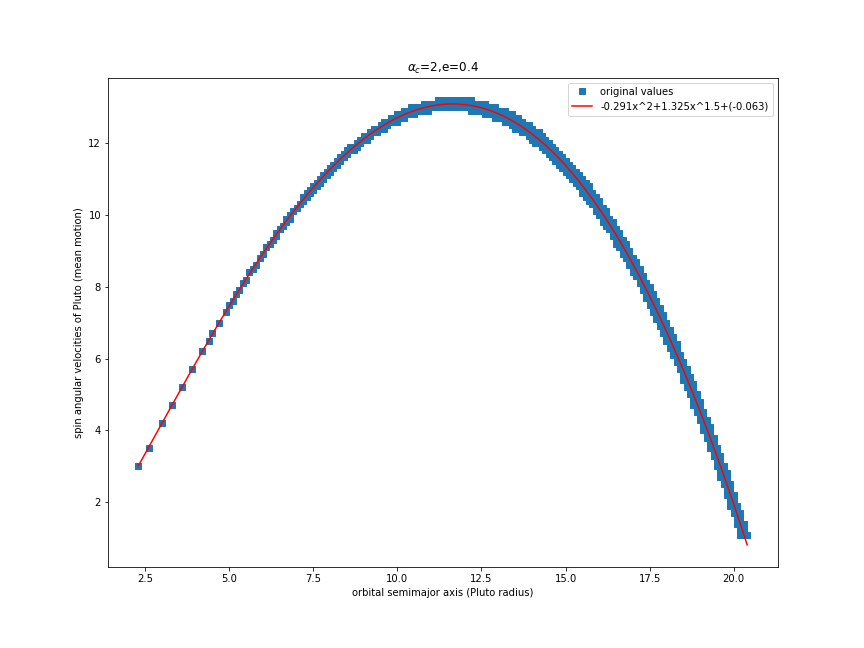 α_c=2,e=0.4
original values
-0.291x^2+1.325x^1.5+(-0.063)
spin angular velocities of Pluto (mean motion)
12
10
8
6
4
2
2.5 5.0 7.5 10.0 12.5 15.0 17.5 20.0
orbital semimajor axis (Pluto radius)